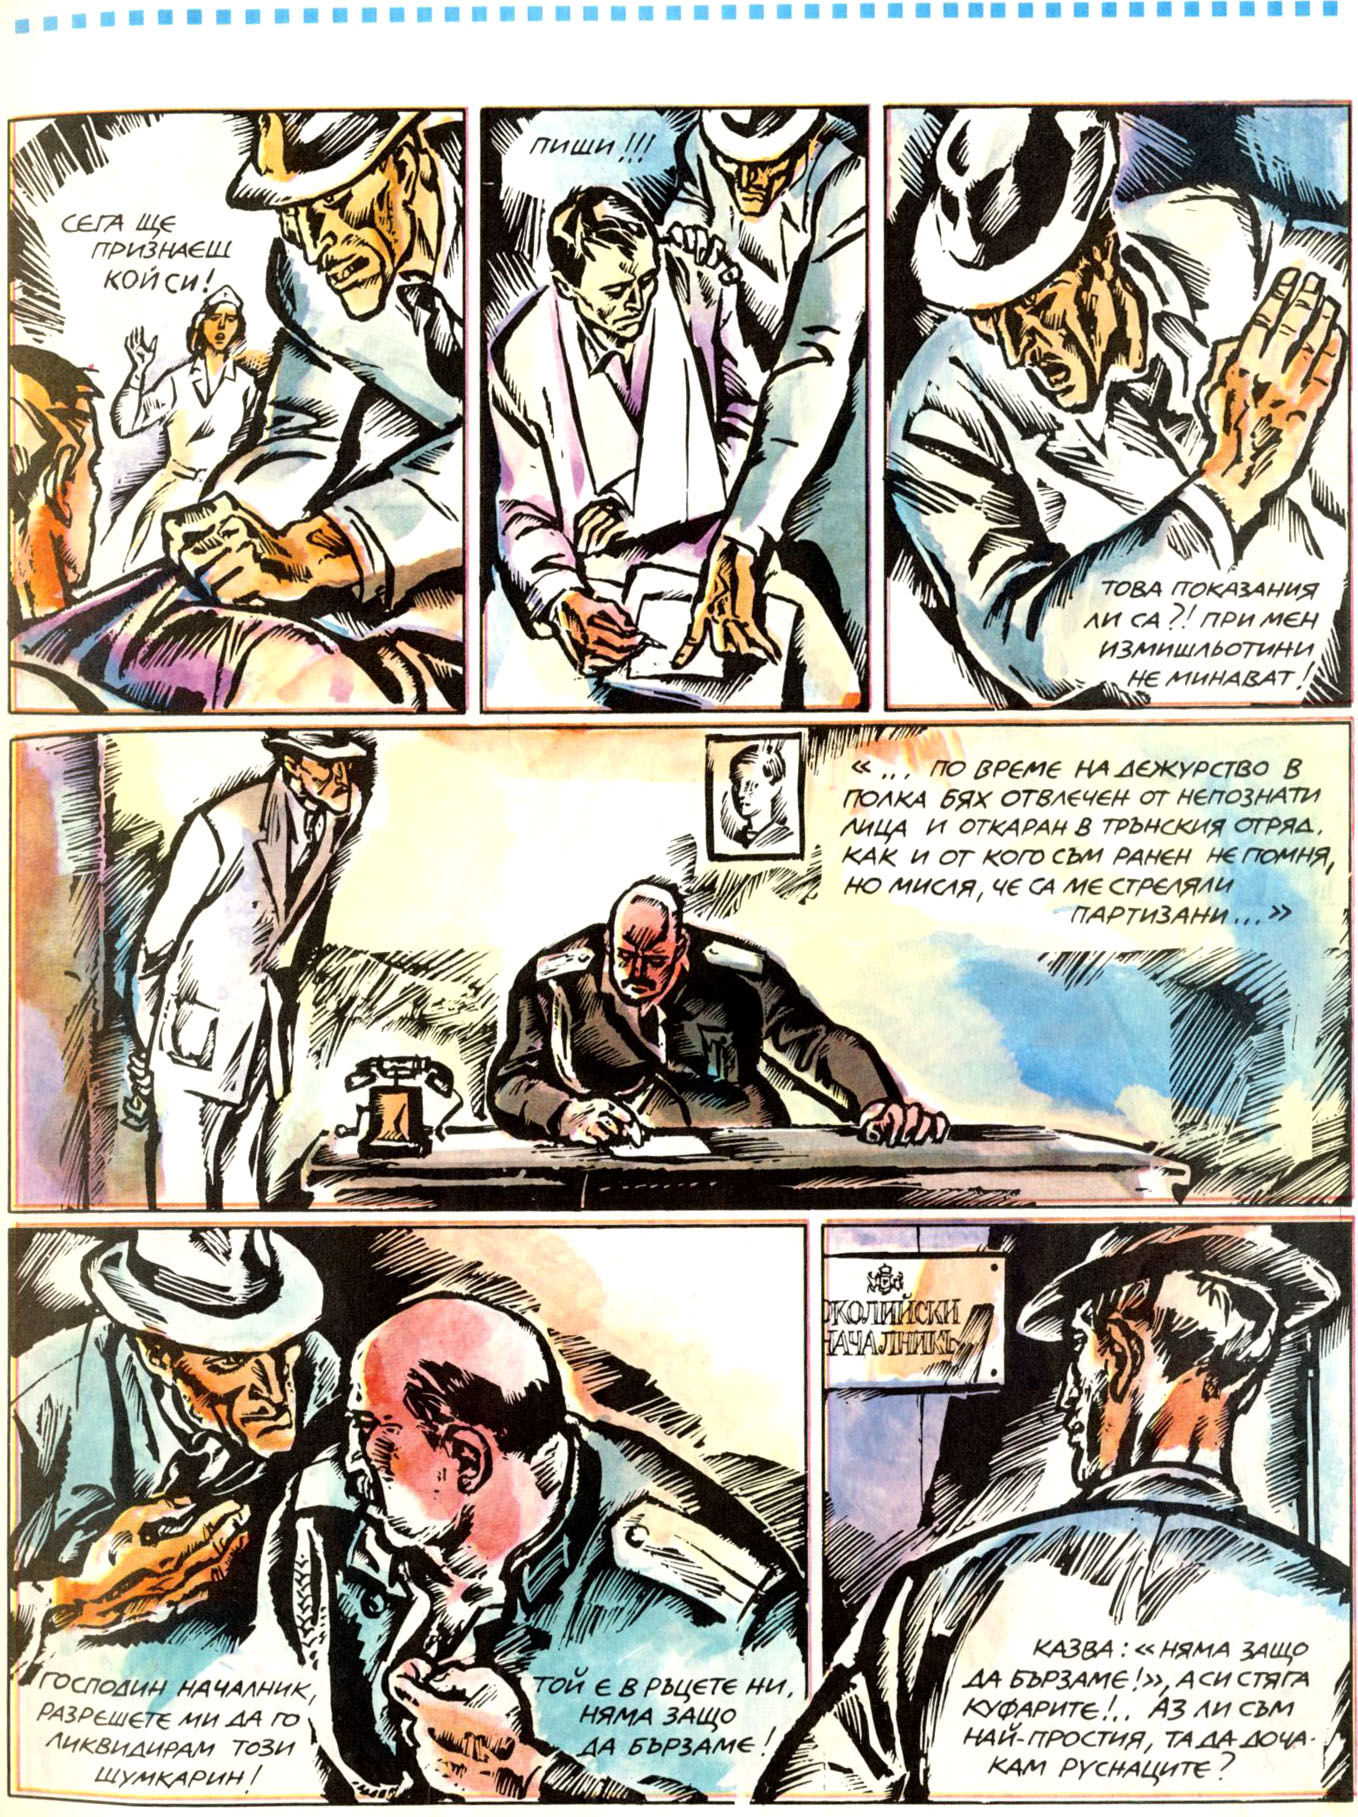 СЕГА ЩЕ
ПРИЗНАЕШ
КОЙ СИ!
ПИШИ!!!
ТОВА ПОКАЗАНИЯ
ЛИ СА?! ПРИ МЕН
ИЗМИШЛЬОТИНИ
НЕ МИНАВАТ!
«... ПО ВРЕМЕ НА ДЕЖУРСТВО В
ПОЛКА БЯХ ОТВЛЕЧЕН ОТ НЕПОЗНАТИ
ЛИЦА И ОТКАРАН В ТРЪНСКИЯ ОТРЯД.
КАК И ОТ КОГО СЪМ РАНЕН НЕ ПОМНЯ,
НО МИСЛЯ, ЧЕ СА МЕ СТРЕЛЯЛИ
ПАРТИЗАНИ...»
ГОСПОДИН НАЧАЛНИК,
РАЗРЕШЕТЕ МИ ДА ГО
ЛИКВИДИРАМ ТОЗИ
ШУМКАРИН!
ТОЙ Е В РЪЦЕТЕ НИ.
НЯМА ЗАЩО
ДА БЪРЗАМЕ!
ОКОЛИЙСКИ
НАЧАЛНИКЪ
КАЗВА: «НЯМА ЗАЩО
ДА БЪРЗАМЕ!», А СИ СТЯГА
КУФАРИТЕ!.. АЗ ЛИ СЪМ
НАЙ-ПРОСТИЯ, ТА ДА ДОЧА-
КАМ РУСНАЦИТЕ?